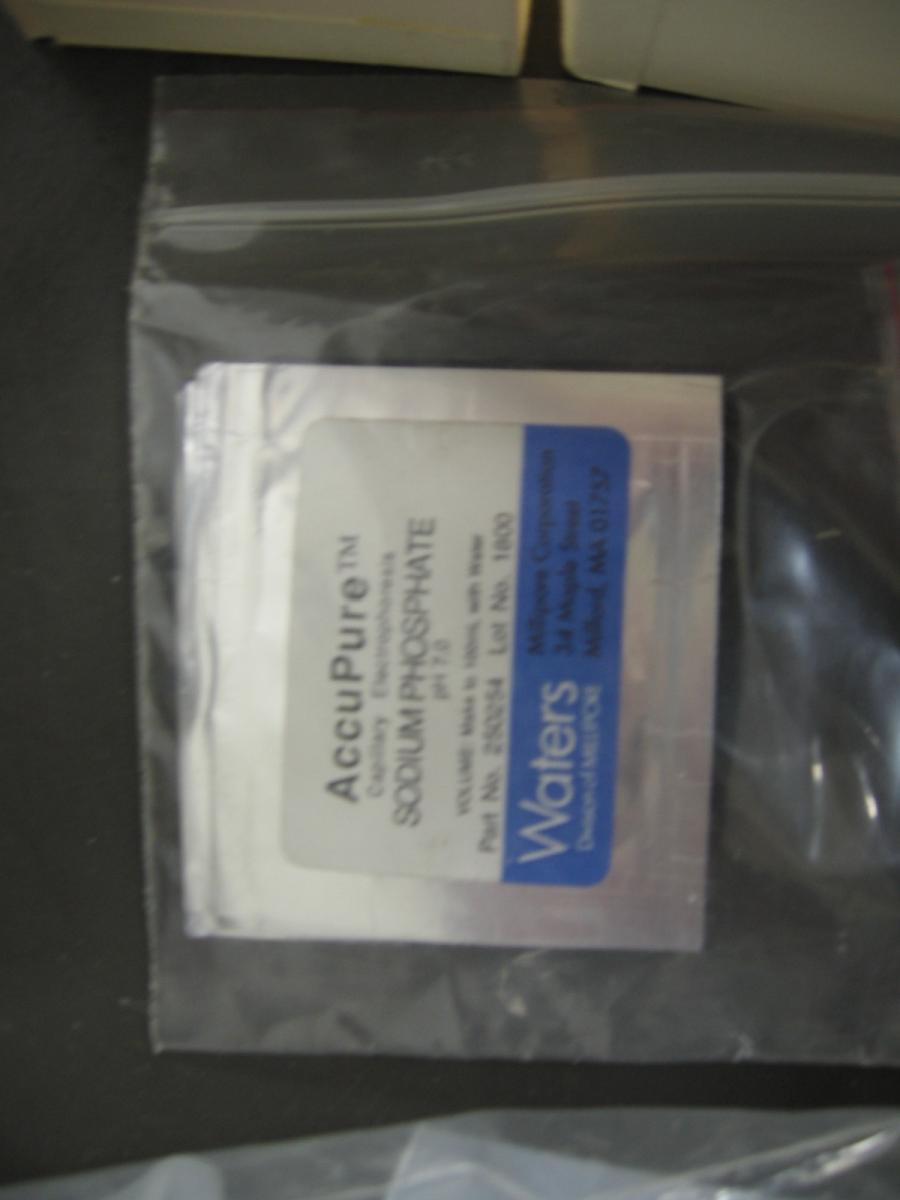 AccuPure™
Capillary Electrophoresis
SODIUM PHOSPHATE
pH 7.0
VOLUME: Make to 100mL with Water
Part No. 250254 Lot No. 1800
Waters
Division of MILLIPORE
Millipore Corporation
34 Maple Street
Milford, MA 01757